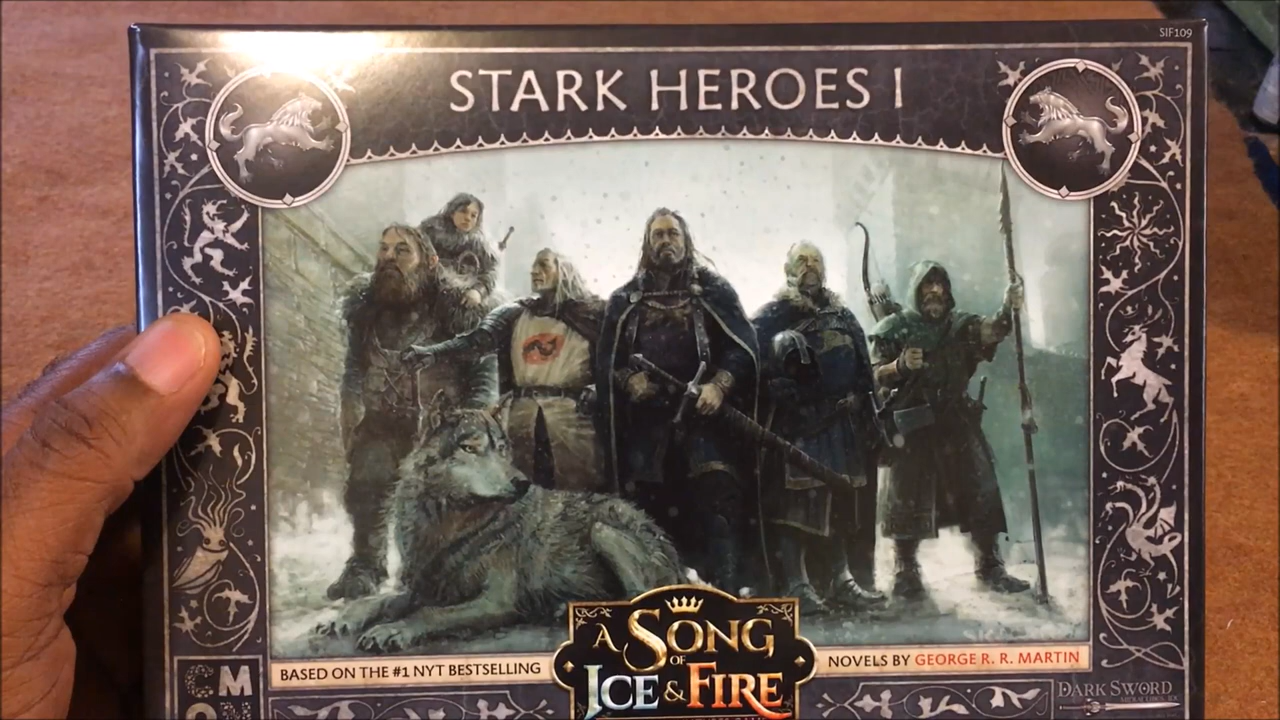 SIF109
STARK HEROES I
BASED ON THE #1 NYT BESTSELLING
A SONG
OF
ICE & FIRE
NOVELS BY GEORGE R. R. MARTIN
CM
DARK SWORD